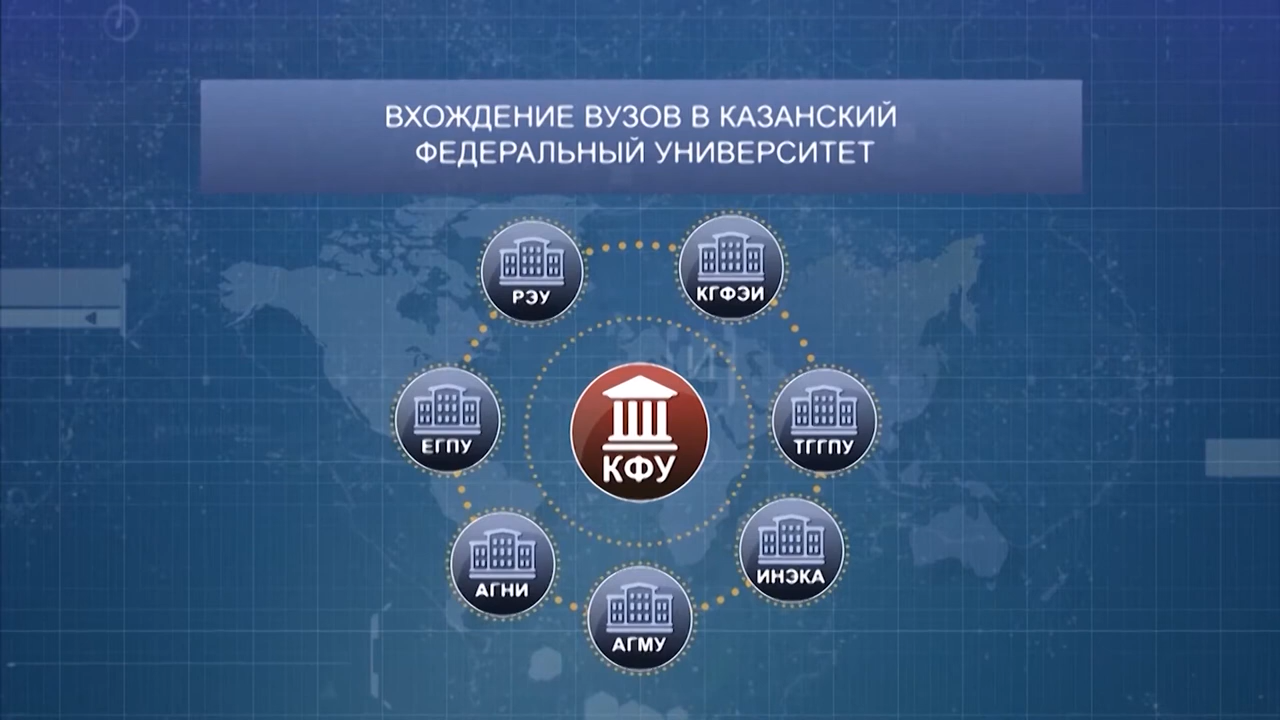 ВХОЖДЕНИЕ ВУЗОВ В КАЗАНСКИЙ
ФЕДЕРАЛЬНЫЙ УНИВЕРСИТЕТ
РЭУ
КГФЭИ
ЕГПУ
КФУ
ТГГПУ
АГНИ
ИНЭКА
АГМУ